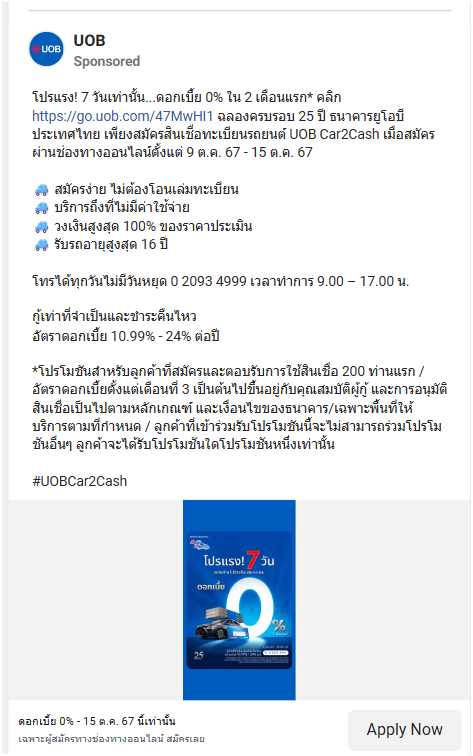 UOB
UOB
Sponsored
โปรแรง! 7 วันเท่านั้น...ดอกเบี้ย 0% ใน 2 เดือนแรก* คลิก
https://go.uob.com/47MwHI1 ฉลองครบรอบ 25 ปี ธนาคารยูโอบี
ประเทศไทย เพียงสมัครสินเชื่อทะเบียนรถยนต์ UOB Car2Cash เมื่อสมัคร
ผ่านช่องทางออนไลน์ตั้งแต่ 9 ต.ค. 67 - 15 ต.ค. 67
🚙 สมัครง่าย ไม่ต้องโอนเล่มทะเบียน
🚙 บริการถึงที่ไม่มีค่าใช้จ่าย
🚙 วงเงินสูงสุด 100% ของราคาประเมิน
🚙 รับรถอายุสูงสุด 16 ปี
โทรได้ทุกวันไม่มีวันหยุด 0 2093 4999 เวลาทำการ 9.00 – 17.00 น.
กู้เท่าที่จำเป็นและชำระคืนไหว
อัตราดอกเบี้ย 10.99% - 24% ต่อปี
*โปรโมชันสำหรับลูกค้าที่สมัครและตอบรับการใช้สินเชื่อ 200 ท่านแรก /
อัตราดอกเบี้ยตั้งแต่เดือนที่ 3 เป็นต้นไปขึ้นอยู่กับคุณสมบัติผู้กู้ และการอนุมัติ
สินเชื่อเป็นไปตามหลักเกณฑ์ และเงื่อนไขของธนาคาร/เฉพาะพื้นที่ให้
บริการตามที่กำหนด / ลูกค้าที่เข้าร่วมรับโปรโมชันนี้จะไม่สามารถร่วมโปรโม
ชันอื่นๆ ลูกค้าจะได้รับโปรโมชันใดโปรโมชันหนึ่งเท่านั้น
#UOBCar2Cash
โปรแรง! 7 วัน
ดอกเบี้ย
0%
25
ดอกเบี้ย 0% - 15 ต.ค. 67 นี้เท่านั้น
เฉพาะผู้สมัครทางช่องทางออนไลน์ สมัครเลย
Apply Now